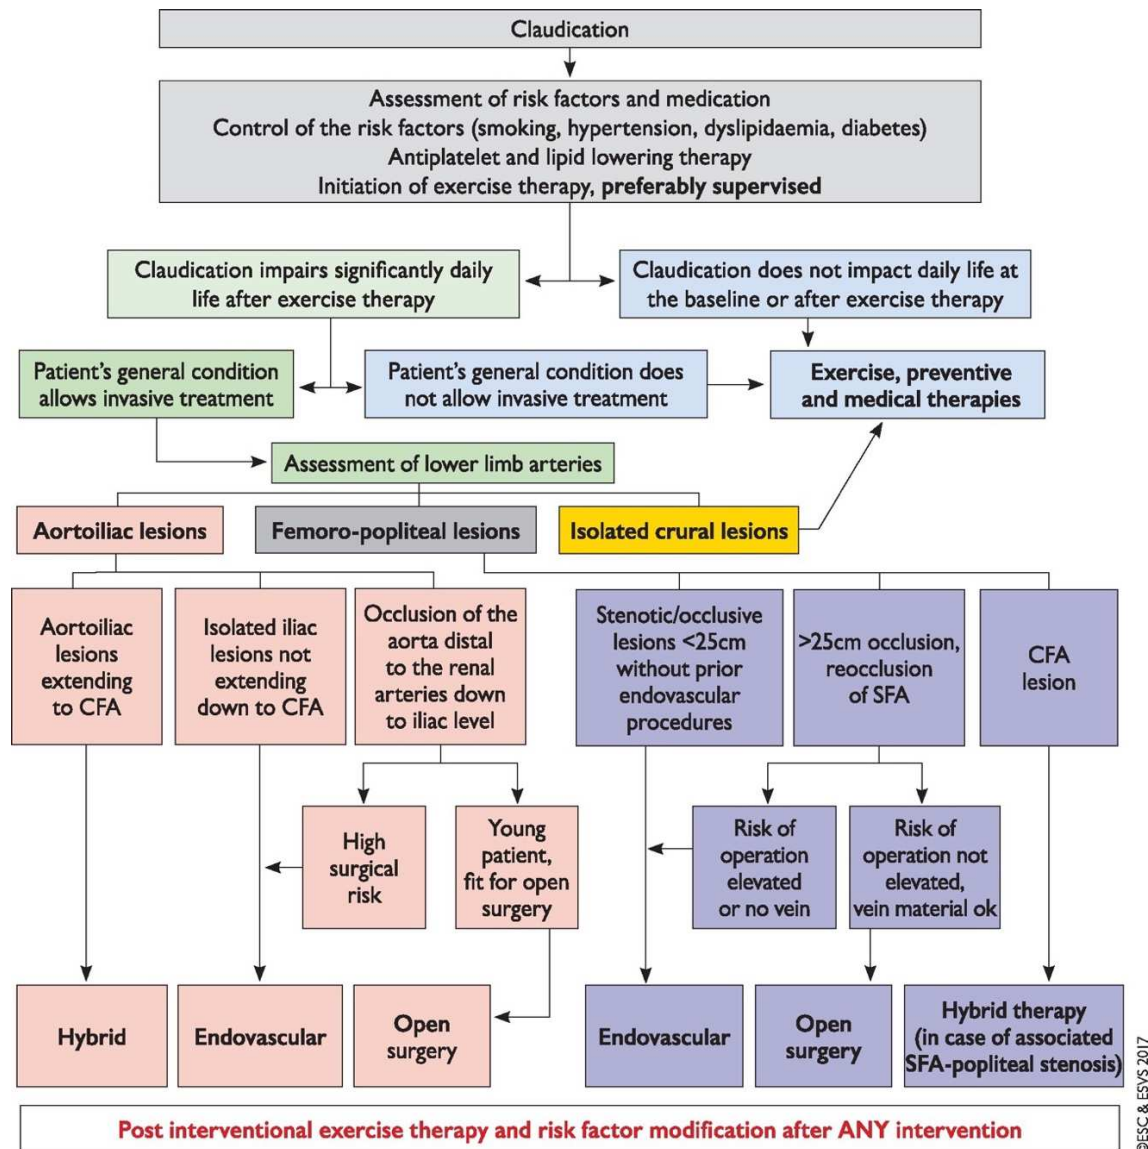 Claudication
Assessment of risk factors and medication
Control of the risk factors (smoking, hypertension, dyslipidaemia, diabetes)
Antiplatelet and lipid lowering therapy
Initiation of exercise therapy, preferably supervised
Claudication impairs significantly daily
life after exercise therapy
Claudication does not impact daily life at
the baseline or after exercise therapy
Patient's general condition
allows invasive treatment
Patient's general condition does
not allow invasive treatment
Exercise, preventive
and medical therapies
Assessment of lower limb arteries
Aortoiliac lesions
Femoro-popliteal lesions
Isolated crural lesions
Aortoiliac
lesions
extending
to CFA
Isolated iliac
lesions not
extending
down to CFA
Occlusion of the
aorta distal
to the renal
arteries down
to iliac level
Stenotic/occlusive
lesions <25cm
without prior
endovascular
procedures
>25cm occlusion,
reocclusion
of SFA
CFA
lesion
High
surgical
risk
Young
patient,
fit for open
surgery
Risk of
operation
elevated
or no vein
Risk of
operation not
elevated,
vein material ok
Hybrid
Endovascular
Open
surgery
Endovascular
Open
surgery
Hybrid therapy
(in case of associated
SFA-popliteal stenosis)
Post interventional exercise therapy and risk factor modification after ANY intervention
©ESC & ESVS 2017